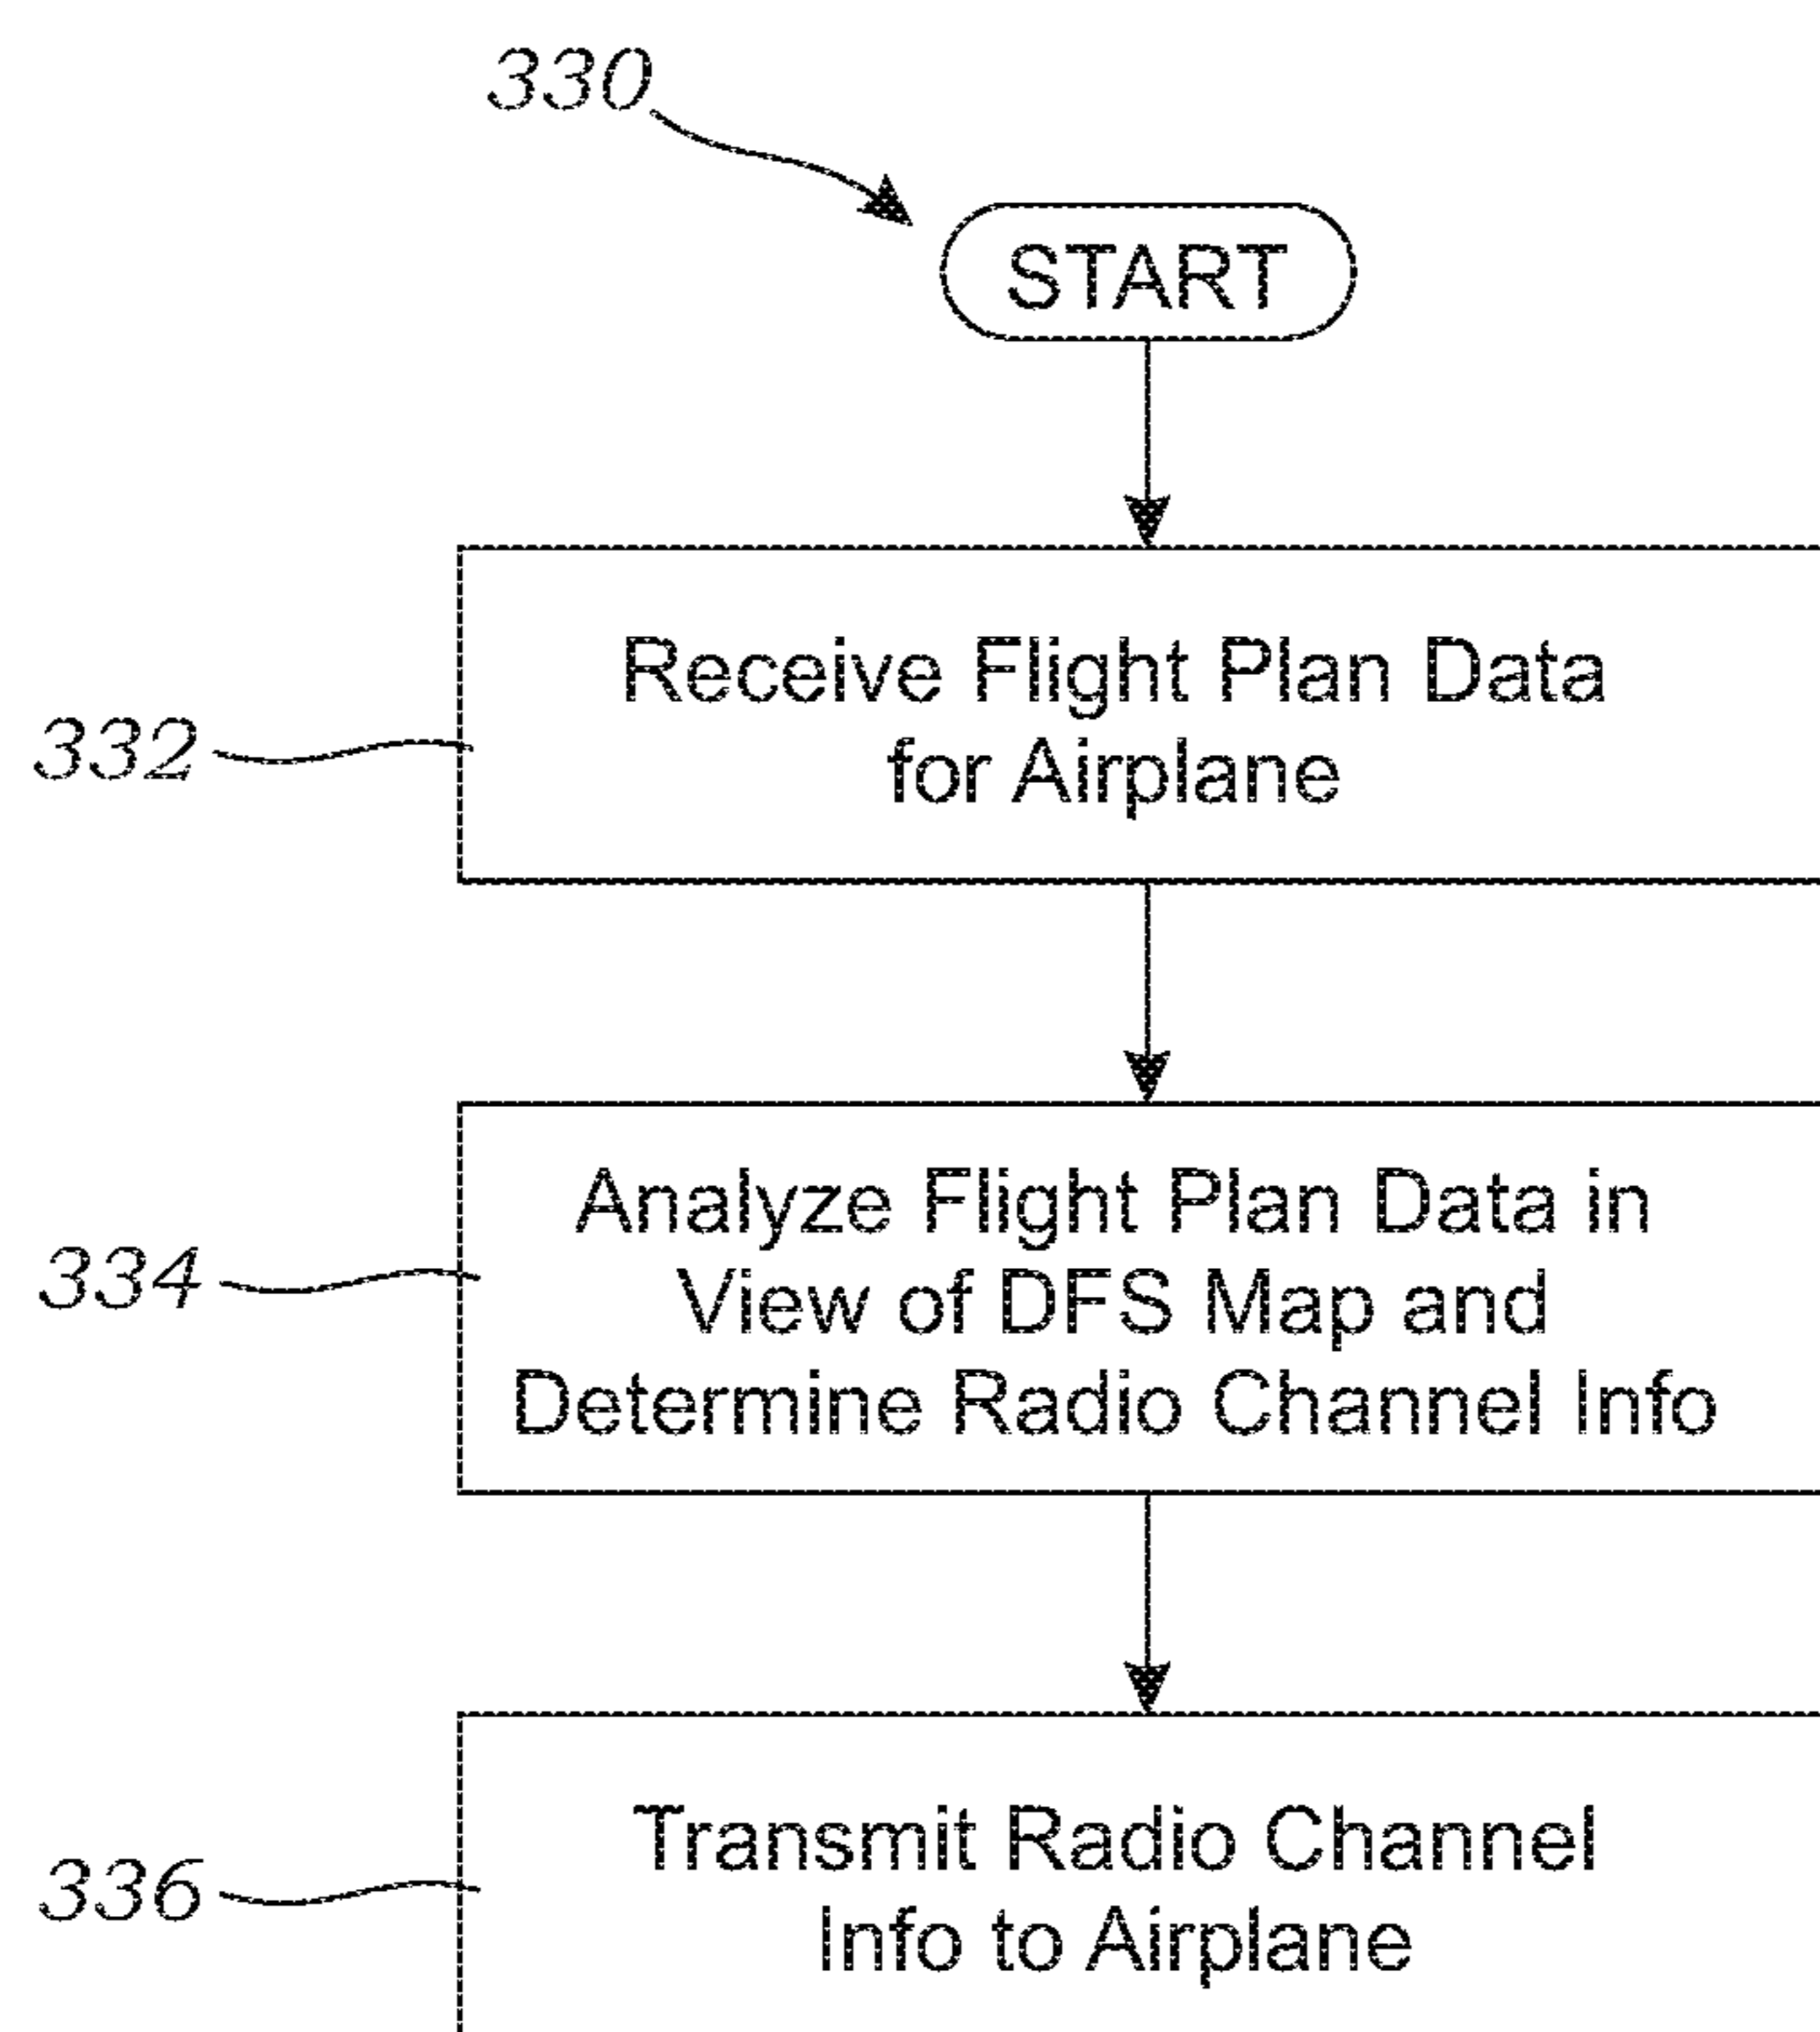 330
START
Receive Flight Plan Data
for Airplane
332
Analyze Flight Plan Data in
View of DFS Map and
Determine Radio Channel Info
334
Transmit Radio Channel
Info to Airplane
336